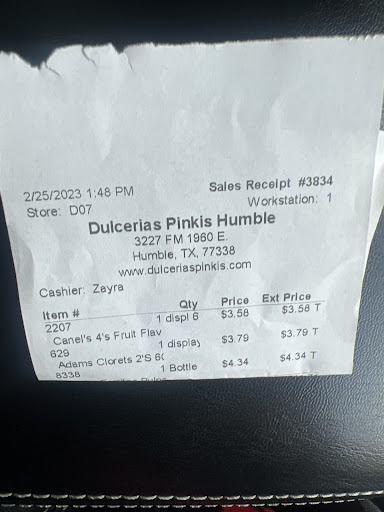 2/25/2023 1:48 PM
Sales Receipt #3834
Store: D07
Workstation: 1
Dulcerias Pinkis Humble
3227 FM 1960 E.
Humble, TX, 77338
www.dulceriaspinkis.com
Cashier: Zayra
Item # Qty Price Ext Price
2207 1 displ 6 $3.58 $3.58 T
Canel's 4's Fruit Flav
629 1 display $3.79 $3.79 T
Adams Clorets 2'S 6(
8338 1 Bottle $4.34 $4.34 T